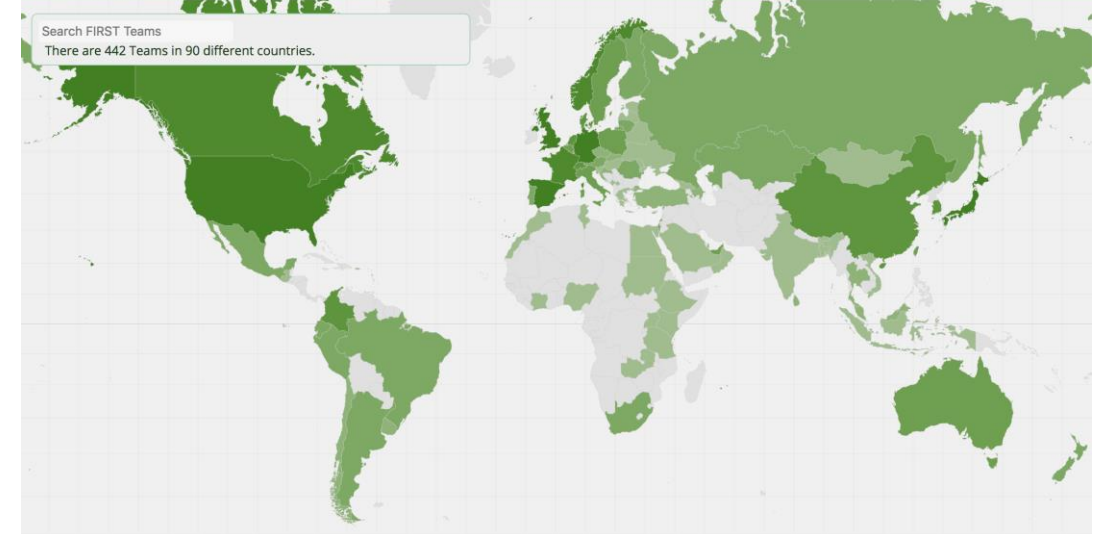 Search FIRST Teams
There are 442 Teams in 90 different countries.